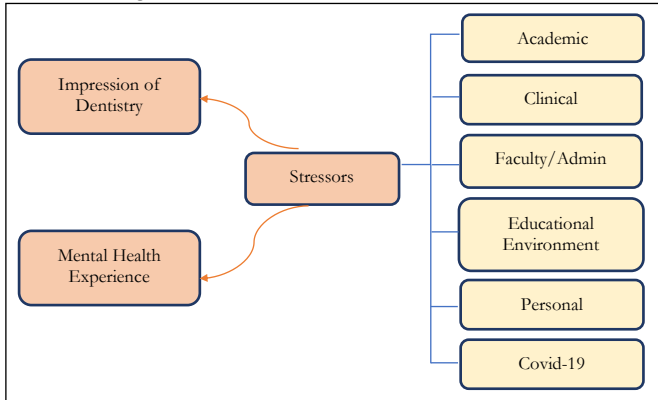 Impression of
Dentistry
Mental Health
Experience
Stressors
Academic
Clinical
Faculty/Admin
Educational
Environment
Personal
Covid-19